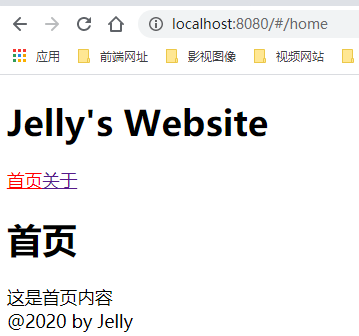 localhost:8080/#/home
应用 前端网址 影视图像 视频网站
Jelly's Website
首页关于
首页
这是首页内容
@2020 by Jelly